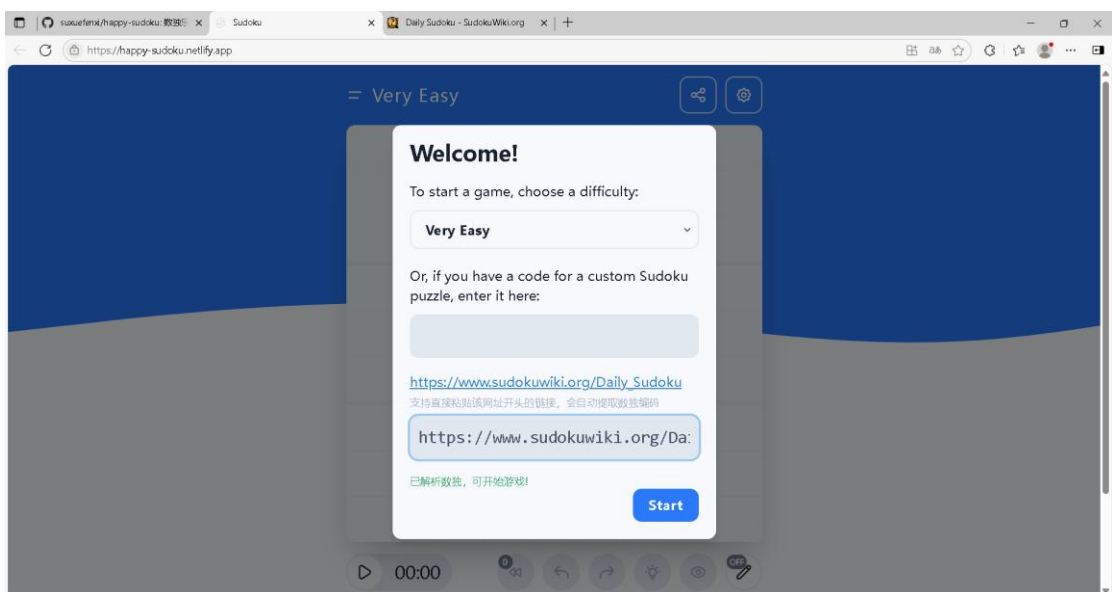 suxuefenxi/happy-sudoku: 数独乐
Sudoku
Daily Sudoku - SudokuWiki.org
https://happy-sudoku.netlify.app
Very Easy
Welcome!
To start a game, choose a difficulty:
Very Easy
Or, if you have a code for a custom Sudoku
puzzle, enter it here:
https://www.sudokuwiki.org/Daily_Sudoku
支持直接粘贴该网址开头的链接，会自动提取数独编码
https://www.sudokuwiki.org/Dai
已解析数独，可开始游戏!
Start
00:00
0
OFF